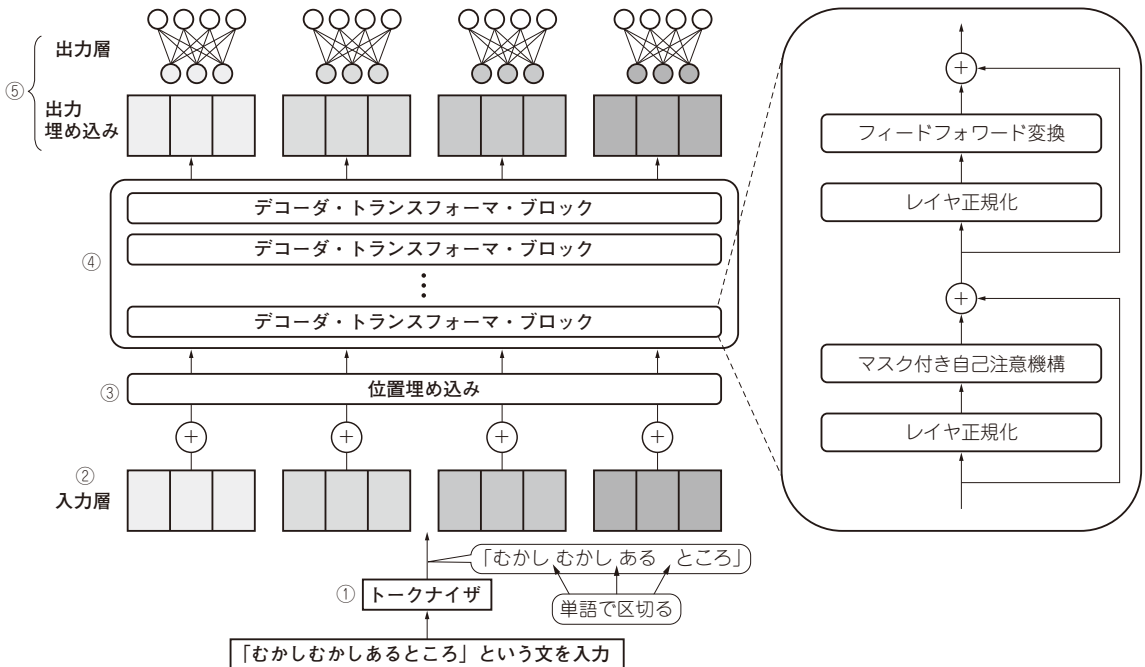 出力層
⑤
出力
埋め込み
デコーダ・トランスフォーマ・ブロック
デコーダ・トランスフォーマ・ブロック
④
デコーダ・トランスフォーマ・ブロック
③
位置埋め込み
+ + + +
②
入力層
「むかし むかし ある ところ」
① トークナイザ
単語で区切る
「むかしむかしあるところ」という文を入力
+
フィードフォワード変換
レイヤ正規化
+
マスク付き自己注意機構
レイヤ正規化